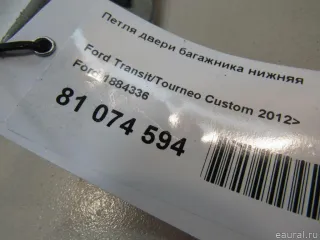 Петля двери багажника нижняя
Ford Transit/Tourneo Custom 2012>
Ford 1884336
81 074 594
eaural.ru